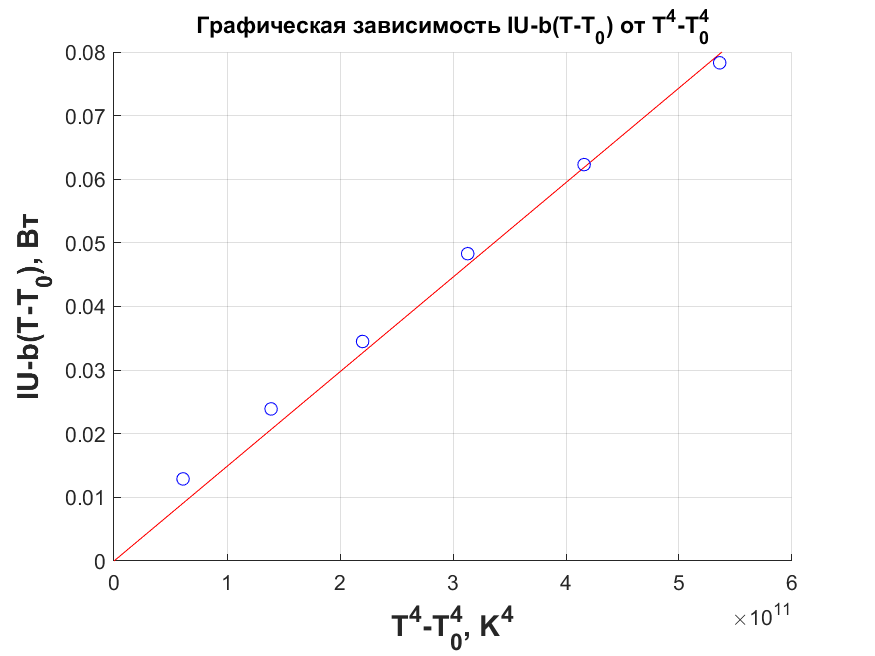 Графическая зависимость IU-b(T-T₀) от T⁴-T₀⁴
0.08
0.07
0.06
0.05
0.04
0.03
0.02
0.01
0
IU-b(T-T₀), Вт
0 1 2 3 4 5 6
×10¹¹
T⁴-T₀⁴, K⁴